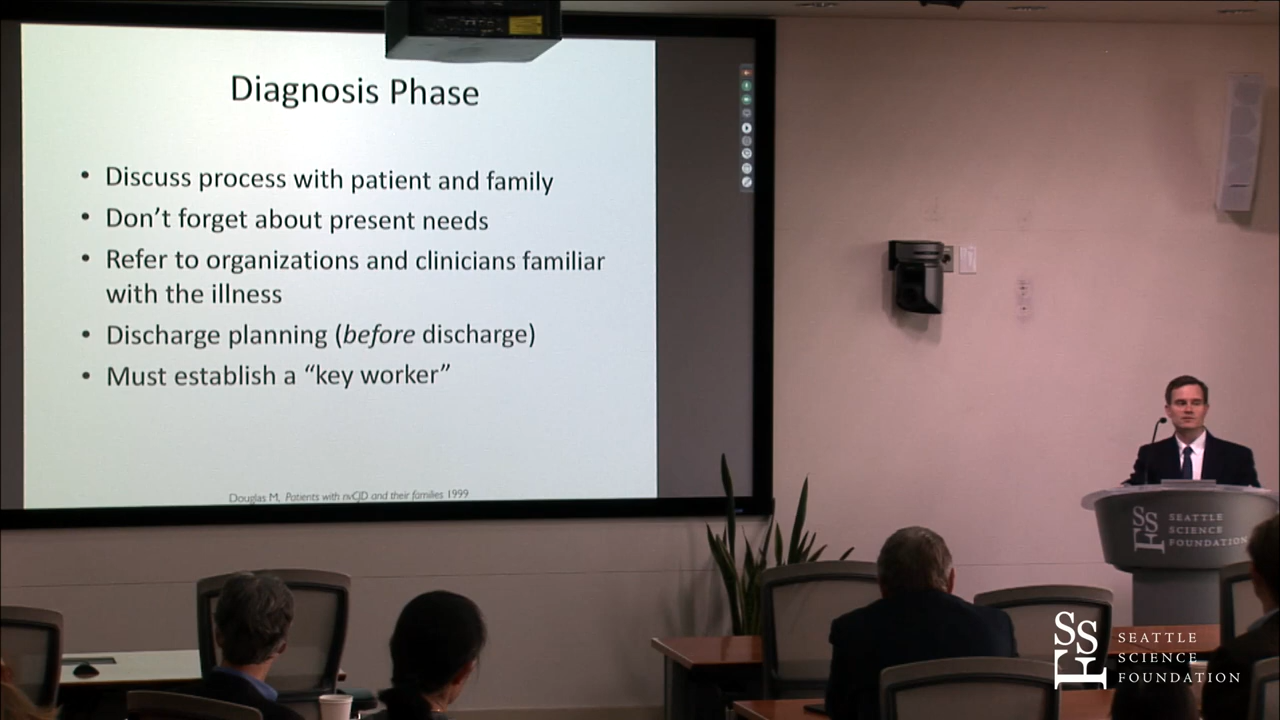 Diagnosis Phase
• Discuss process with patient and family
• Don’t forget about present needs
• Refer to organizations and clinicians familiar
with the illness
• Discharge planning (before discharge)
• Must establish a “key worker”
Douglas M, Patients with nvCJD and their families 1999
SSF
SEATTLE
SCIENCE
FOUNDATION
SSF
SEATTLE
SCIENCE
FOUNDATION